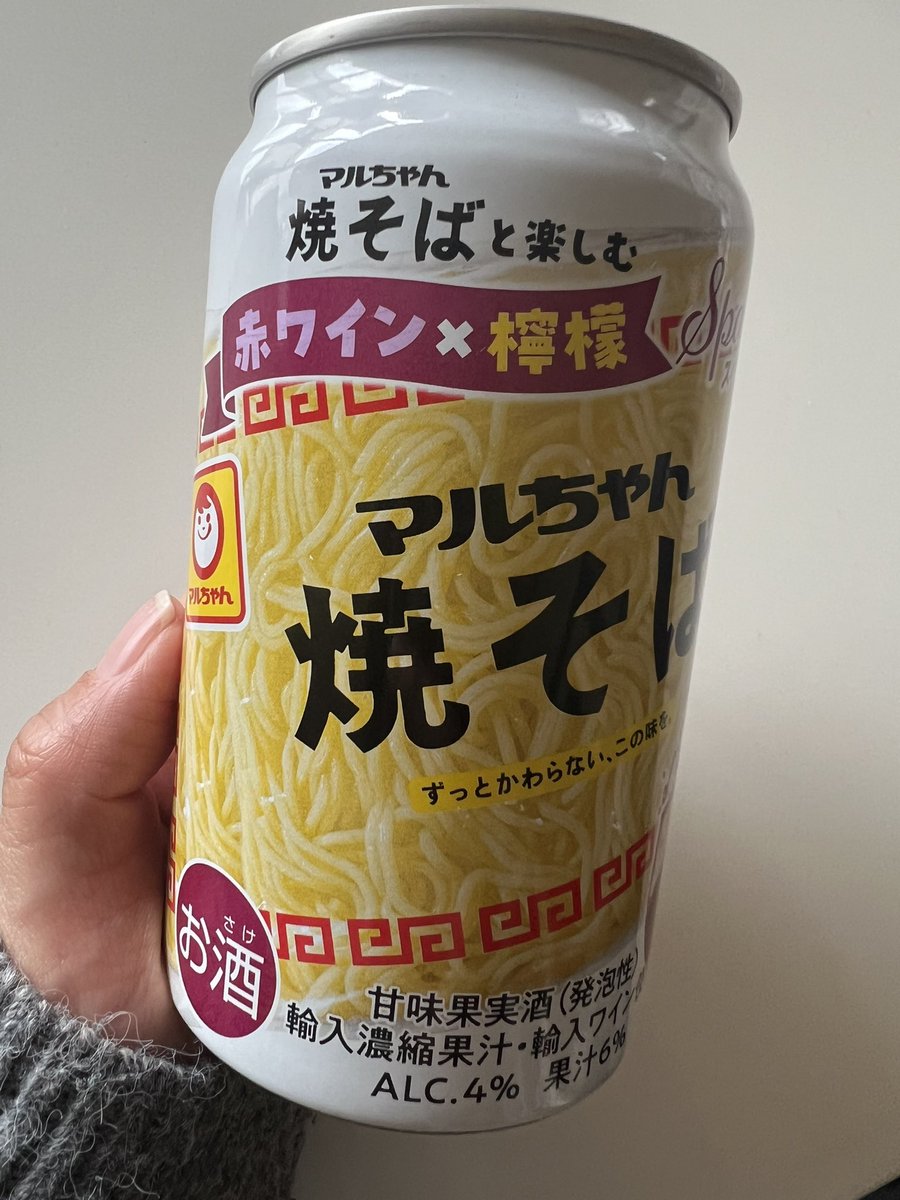 マルちゃん
焼そばと楽しむ
赤ワイン×檸檬
Spa
マルちゃん
マルちゃん
焼そば
ずっとかわらない、この味を
さけ
お酒
甘味果実酒(発泡性)
輸入濃縮果汁・輸入ワイン
ALC.4% 果汁6%